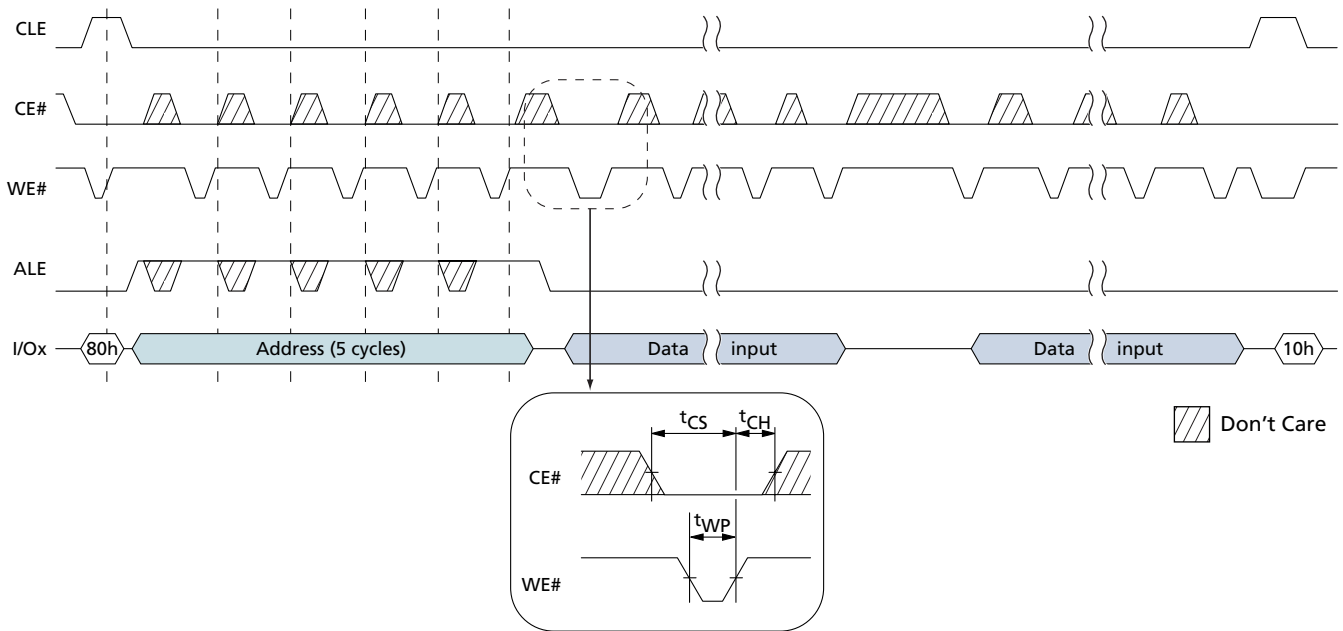 CLE
CE#
WE#
ALE
I/Ox 80h Address (5 cycles) Data input Data input 10h
Don't Care
tCS tCH
CE#
tWP
WE#